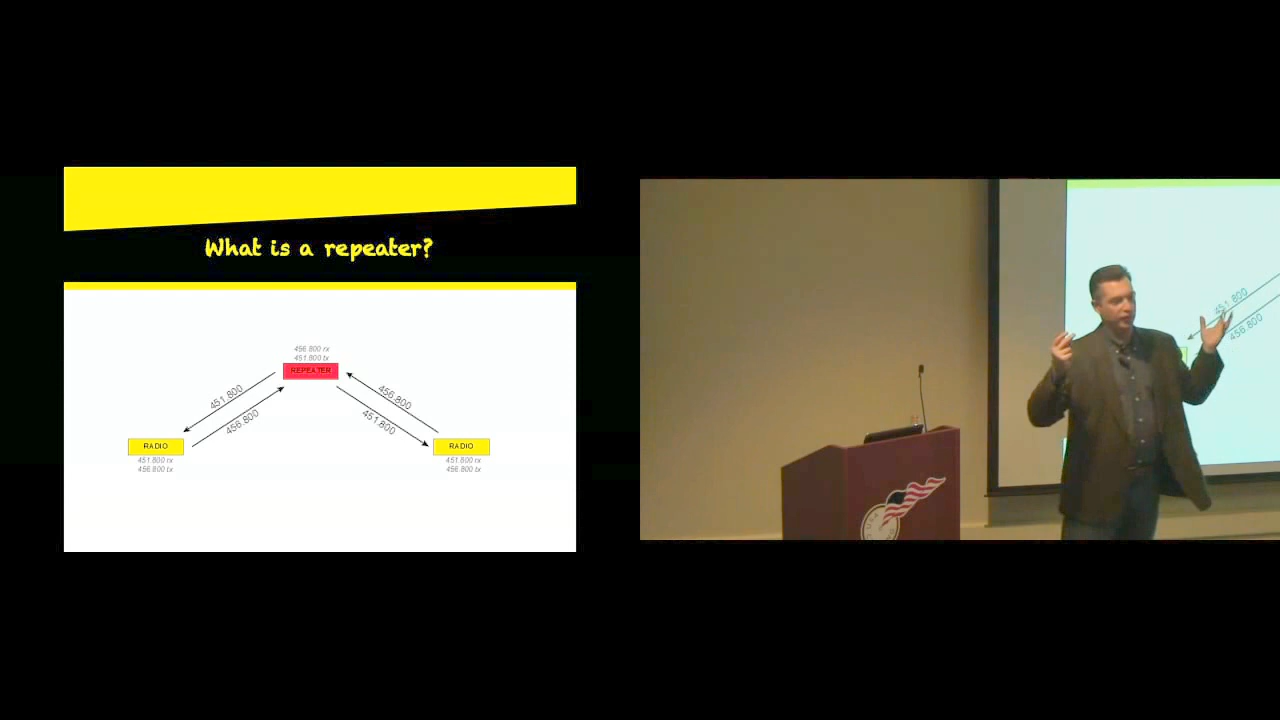 What is a repeater?
456.800 rx
451.800 tx
REPEATER
451.800
456.800
456.800
451.800
RADIO
451.800 rx
456.800 tx
RADIO
451.800 rx
456.800 tx
451.800
456.800
USA